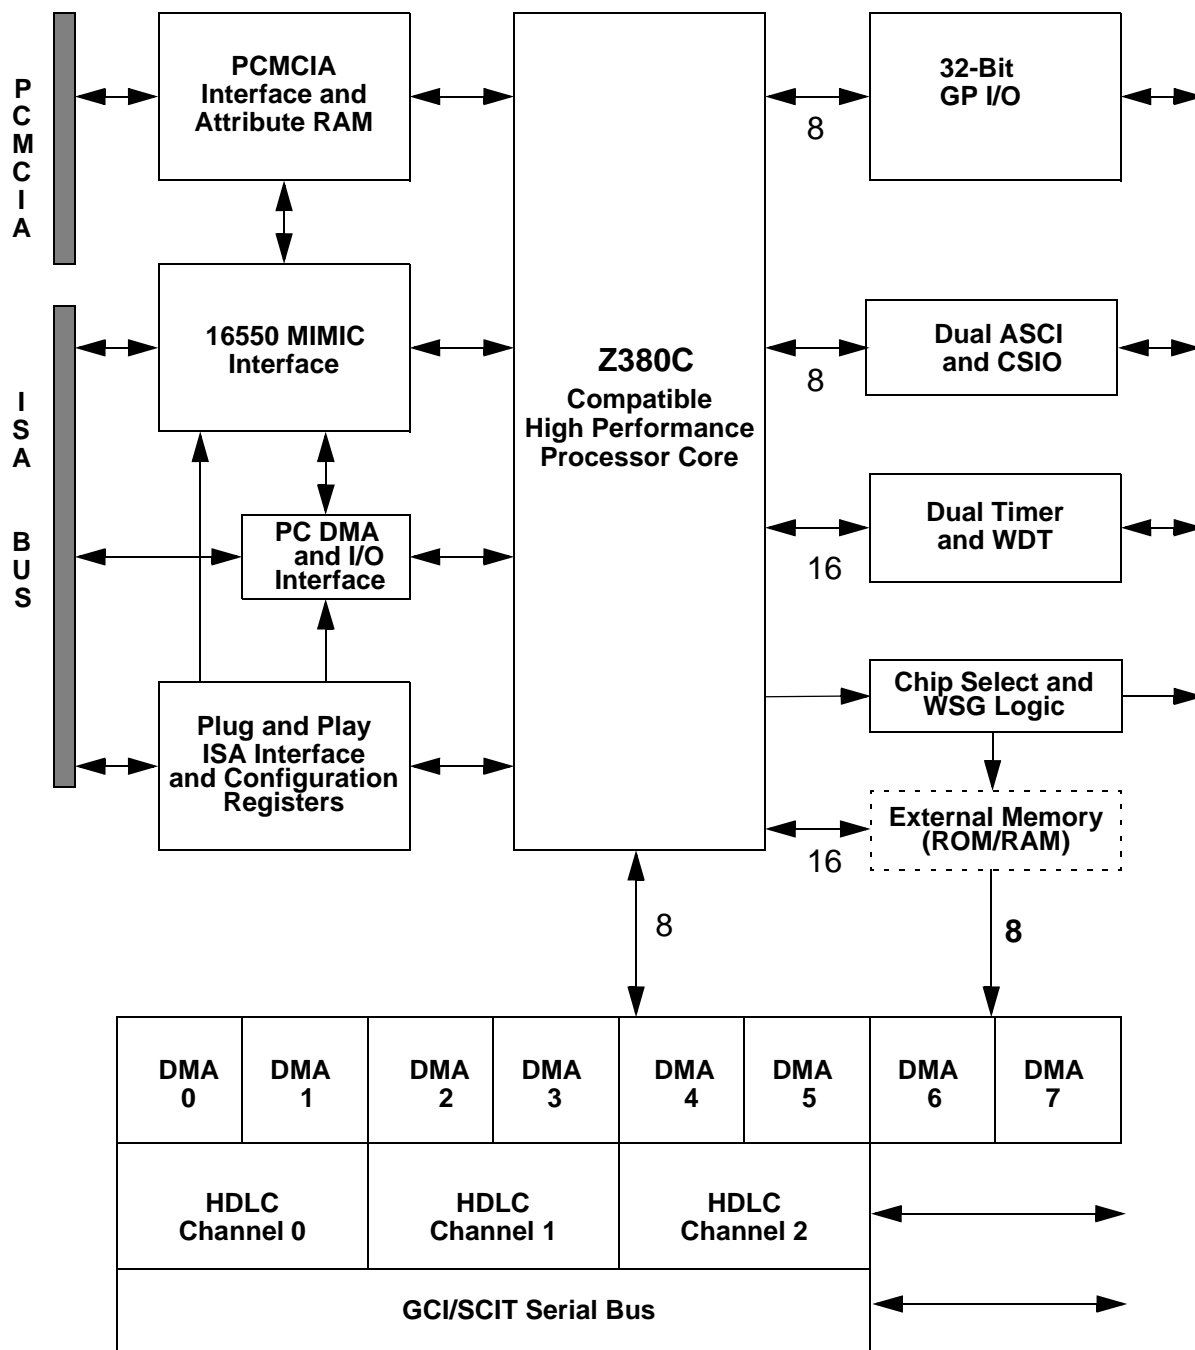 PCMCIA
PCMCIA
Interface and
Attribute RAM
32-Bit
GP I/O
8
ISA BUS
16550 MIMIC
Interface
Z380C
Compatible
High Performance
Processor Core
Dual ASCI
and CSIO
8
PC DMA
and I/O
Interface
Dual Timer
and WDT
16
Plug and Play
ISA Interface
and Configuration
Registers
Chip Select and
WSG Logic
External Memory
(ROM/RAM)
16
8
8
DMA
0
DMA
1
DMA
2
DMA
3
DMA
4
DMA
5
DMA
6
DMA
7
HDLC
Channel 0
HDLC
Channel 1
HDLC
Channel 2
GCI/SCIT Serial Bus